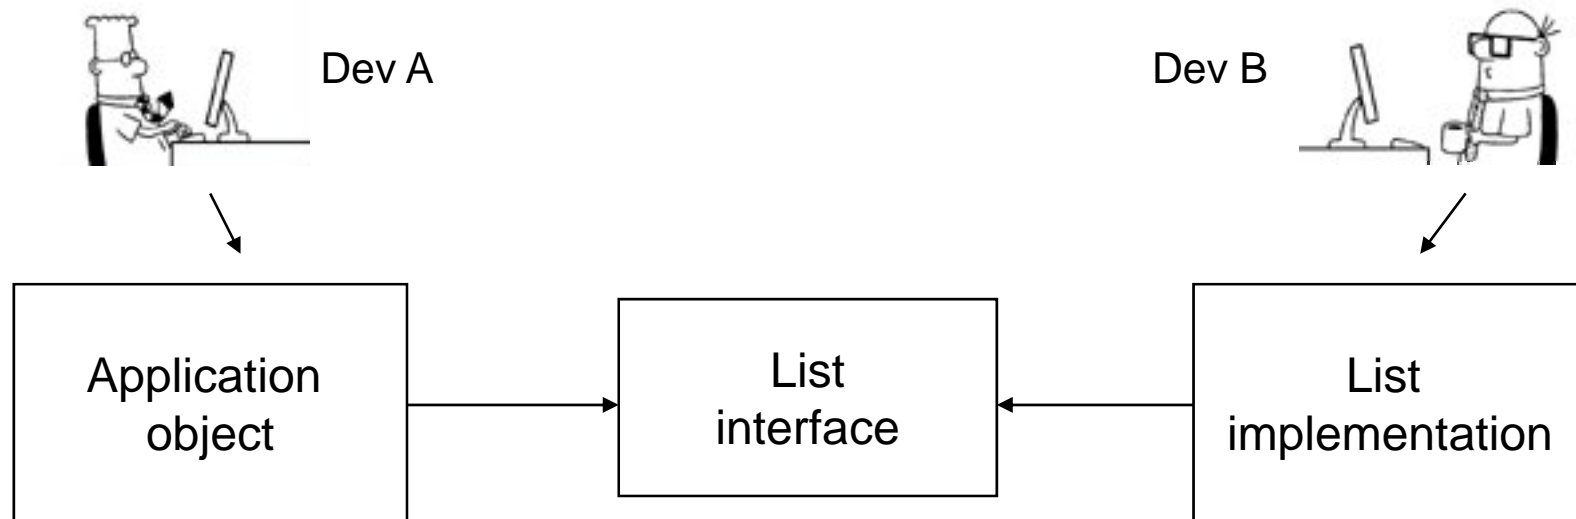 Dev A
Dev B
Application
object
List
interface
List
implementation